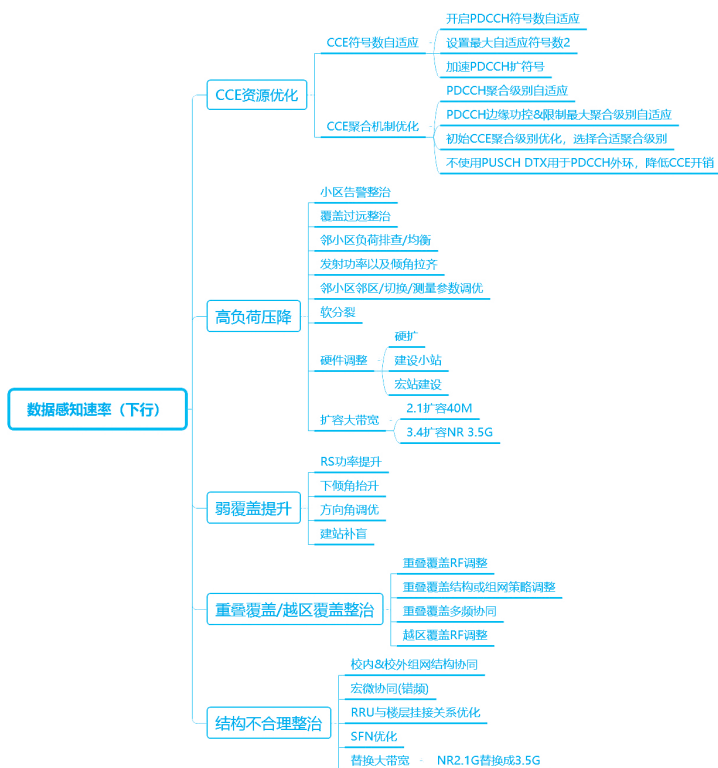 数据感知速率（下行）
CCE资源优化
CCE符号数自适应
开启PDCCH符号数自适应
设置最大自适应符号数2
加速PDCCH扩符号
CCE聚合机制优化
PDCCH聚合级别自适应
PDCCH边缘功控&限制最大聚合级别自适应
初始CCE聚合级别优化，选择合适聚合级别
不使用PUSCH DTX用于PDCCH外环，降低CCE开销
高负荷压降
小区告警整治
覆盖过远整治
邻小区负荷排查/均衡
发射功率以及倾角拉齐
邻小区邻区/切换/测量参数调优
软分裂
硬件调整
硬扩
建设小站
宏站建设
扩容大带宽
2.1扩容40M
3.4扩容NR 3.5G
弱覆盖提升
RS功率提升
下倾角抬升
方向角调优
建站补盲
重叠覆盖/越区覆盖整治
重叠覆盖RF调整
重叠覆盖结构或组网策略调整
重叠覆盖多频协同
越区覆盖RF调整
结构不合理整治
校内&校外组网结构协同
宏微协同(错频)
RRU与楼层挂接关系优化
SFN优化
替换大带宽
NR2.1G替换成3.5G